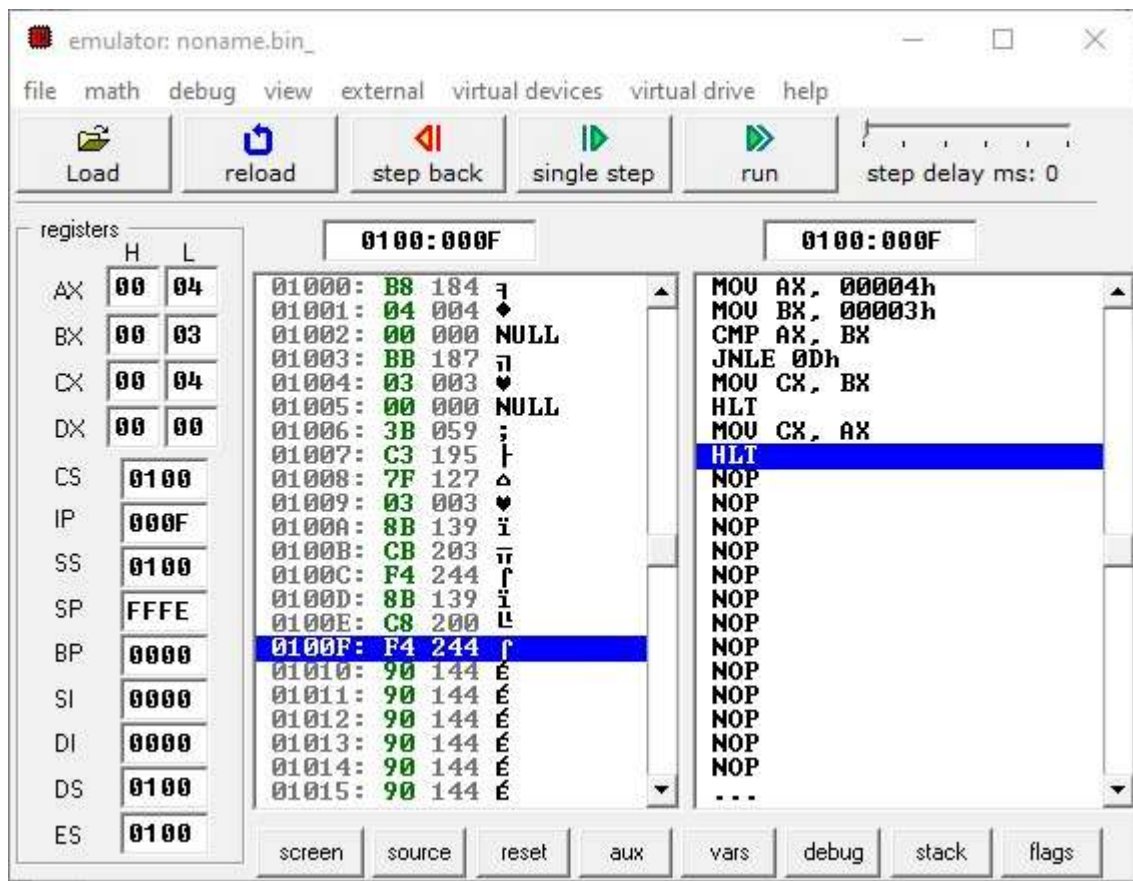 emulator: noname.bin_
file math debug view external virtual devices virtual drive help
Load reload step back single step run step delay ms: 0
registers
H L
0100:000F 0100:000F
AX 00 04
BX 00 03
CX 00 04
DX 00 00
CS 0100
IP 000F
SS 0100
SP FFFE
BP 0000
SI 0000
DI 0000
DS 0100
ES 0100
01000: B8 184 ╕
01001: 04 004 ♦
01002: 00 000 NULL
01003: BB 187 ╗
01004: 03 003 ♥
01005: 00 000 NULL
01006: 3B 059 ;
01007: C3 195 ├
01008: 7F 127 ⌂
01009: 03 003 ♥
0100A: 8B 139 ï
0100B: CB 203 ╦
0100C: F4 244 ⌠
0100D: 8B 139 ï
0100E: C8 200 ╚
0100F: F4 244 ⌠
01010: 90 144 É
01011: 90 144 É
01012: 90 144 É
01013: 90 144 É
01014: 90 144 É
01015: 90 144 É
MOV AX, 00004h
MOV BX, 00003h
CMP AX, BX
JNLE 0Dh
MOV CX, BX
HLT
MOV CX, AX
HLT
NOP
NOP
NOP
NOP
NOP
NOP
NOP
NOP
NOP
NOP
NOP
NOP
NOP
...
screen source reset aux vars debug stack flags